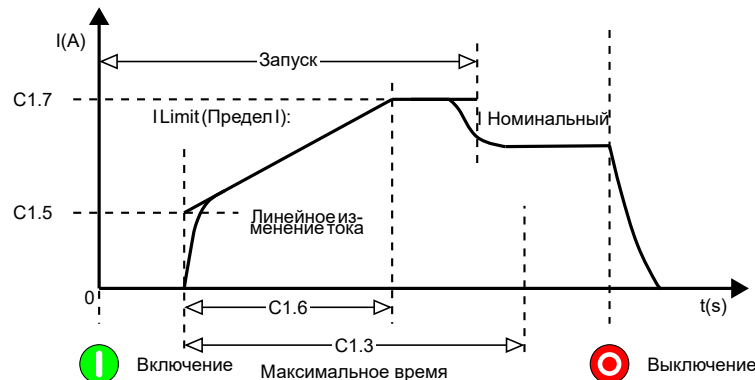 I(A)
Запуск
C1.7
I Limit (Предел I):
I Номинальный
C1.5
Линейное из-
менение тока
0
t(s)
C1.6
C1.3
Включение
Максимальное время
Выключение